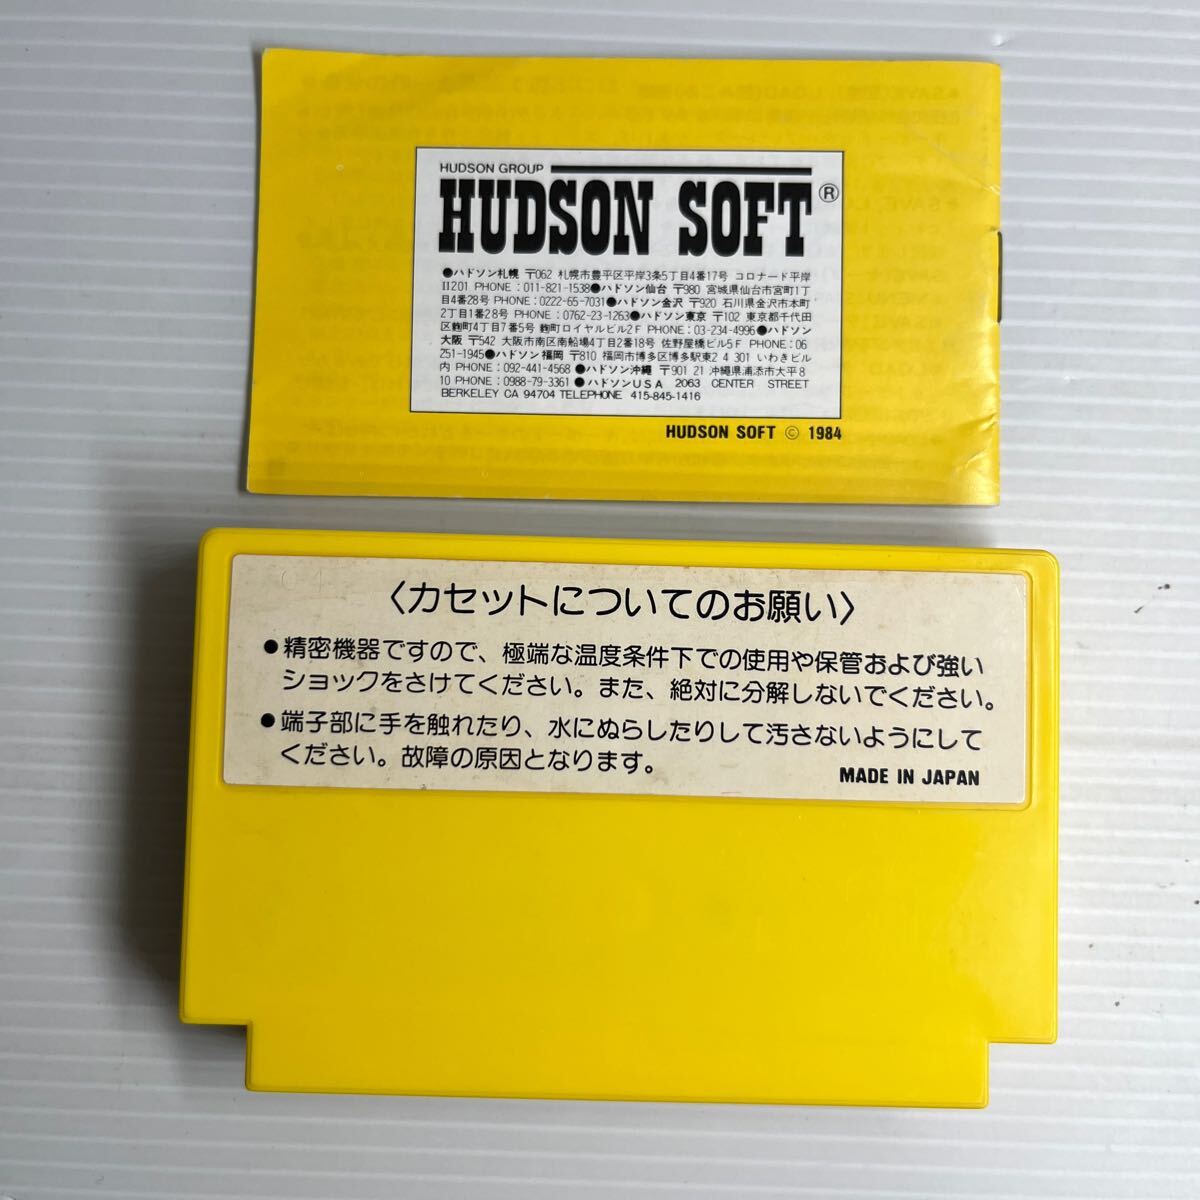 HUDSON GROUP
HUDSON SOFT®
●ハドソン札幌 〒062 札幌市豊平区平岸3条5丁目4番17号 コロナード平岸
II201 PHONE:011-821-1538●ハドソン仙台 〒980 宮城県仙台市宮町1丁
目4番28号 PHONE:0222-65-7031●ハドソン金沢 〒920 石川県金沢市本町
2丁目1番28号 PHONE:0762-23-1263●ハドソン東京 〒102 東京都千代田
区麹町4丁目7番5号 麹町ロイヤルビル2F PHONE:03-234-4996●ハドソン
大阪 〒542 大阪市南区南船場4丁目2番18号 佐野屋橋ビル5F PHONE:06
251-1945●ハドソン福岡 〒810 福岡市博多区博多駅東2 4 301 いわきビル
内 PHONE:092-441-4568 ●ハドソン沖縄 〒901 21 沖縄県浦添市大平8
10 PHONE:0988-79-3361 ●ハドソンUSA 2063 CENTER STREET
BERKELEY CA 94704 TELEPHONE 415-845-1416
HUDSON SOFT © 1984
〈カセットについてのお願い〉
●精密機器ですので、極端な温度条件下での使用や保管および強い
ショックをさけてください。また、絶対に分解しないでください。
●端子部に手を触れたり、水にぬらしたりして汚さないようにして
ください。故障の原因となります。
MADE IN JAPAN